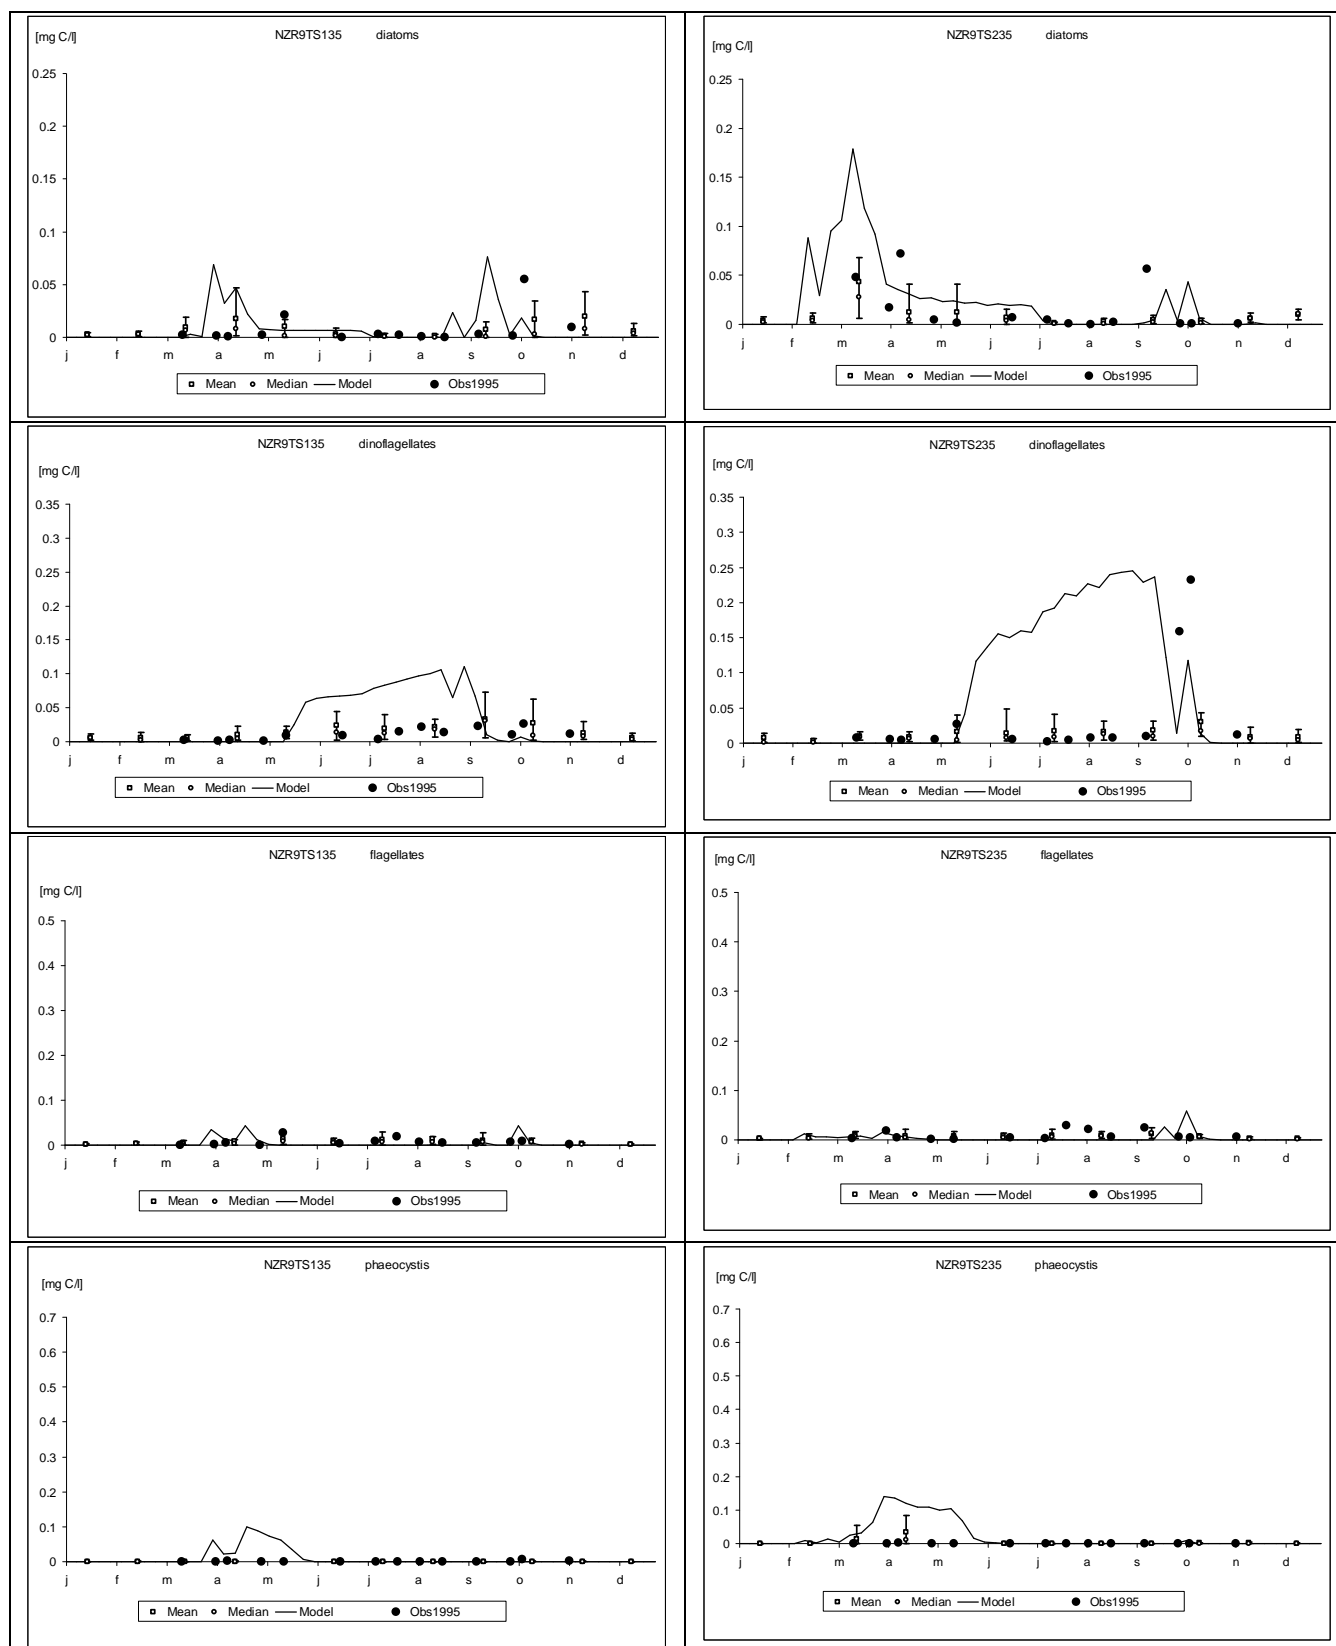 NZR9TS135 diatoms
[mg C/l]
0.25
0.2
0.15
0.1
0.05
0
j f m a m j j a s o n d
Mean Median Model Obs1995
NZR9TS235 diatoms
[mg C/l]
0.25
0.2
0.15
0.1
0.05
0
j f m a m j j a s o n d
Mean Median Model Obs1995
NZR9TS135 dinoflagellates
[mg C/l]
0.35
0.3
0.25
0.2
0.15
0.1
0.05
0
j f m a m j j a s o n d
Mean Median Model Obs1995
NZR9TS235 dinoflagellates
[mg C/l]
0.35
0.3
0.25
0.2
0.15
0.1
0.05
0
j f m a m j j a s o n d
Mean Median Model Obs1995
NZR9TS135 flagellates
[mg C/l]
0.5
0.4
0.3
0.2
0.1
0
j f m a m j j a s o n d
Mean Median Model Obs1995
NZR9TS235 flagellates
[mg C/l]
0.5
0.4
0.3
0.2
0.1
0
j f m a m j j a s o n d
Mean Median Model Obs1995
NZR9TS135 phaeocystis
[mg C/l]
0.7
0.6
0.5
0.4
0.3
0.2
0.1
0
j f m a m j j a s o n d
Mean Median Model Obs1995
NZR9TS235 phaeocystis
[mg C/l]
0.7
0.6
0.5
0.4
0.3
0.2
0.1
0
j f m a m j j a s o n d
Mean Median Model Obs1995